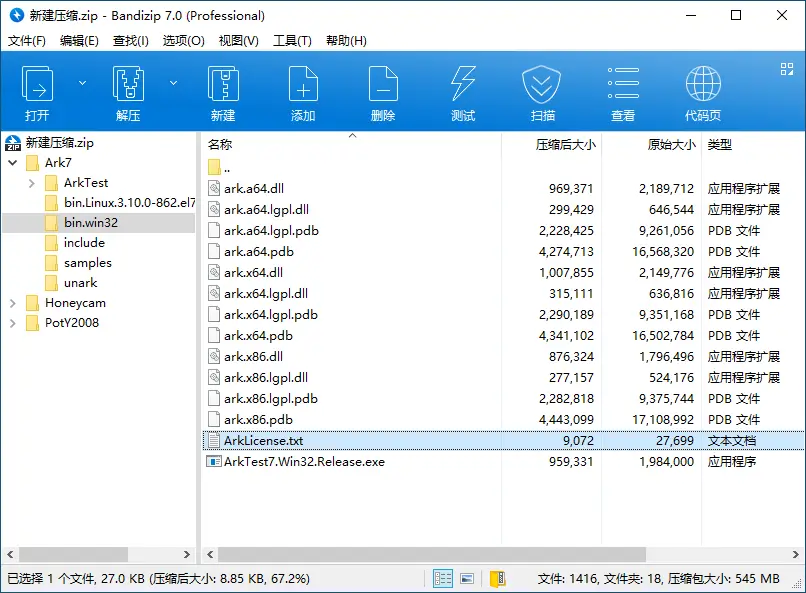 新建压缩.zip - Bandizip 7.0 (Professional)
文件(F) 编辑(E) 查找(I) 选项(O) 视图(V) 工具(T) 帮助(H)
打开 解压 新建 添加 删除 测试 扫描 查看 代码页
新建压缩.zip
Ark7
ArkTest
bin.Linux.3.10.0-862.el7
bin.win32
include
samples
unark
Honeycam
PotY2008
名称 压缩后大小 原始大小 类型
..
ark.a64.dll 969,371 2,189,712 应用程序扩展
ark.a64.lgpl.dll 299,429 646,544 应用程序扩展
ark.a64.lgpl.pdb 2,228,425 9,261,056 PDB 文件
ark.a64.pdb 4,274,713 16,568,320 PDB 文件
ark.x64.dll 1,007,855 2,149,776 应用程序扩展
ark.x64.lgpl.dll 315,111 636,816 应用程序扩展
ark.x64.lgpl.pdb 2,290,189 9,351,168 PDB 文件
ark.x64.pdb 4,341,102 16,502,784 PDB 文件
ark.x86.dll 876,324 1,796,496 应用程序扩展
ark.x86.lgpl.dll 277,157 524,176 应用程序扩展
ark.x86.lgpl.pdb 2,282,818 9,375,744 PDB 文件
ark.x86.pdb 4,443,099 17,108,992 PDB 文件
ArkLicense.txt 9,072 27,699 文本文档
ArkTest7.Win32.Release.exe 959,331 1,984,000 应用程序
已选择 1 个文件, 27.0 KB (压缩后大小: 8.85 KB, 67.2%) 文件: 1416, 文件夹: 18, 压缩包大小: 545 MB